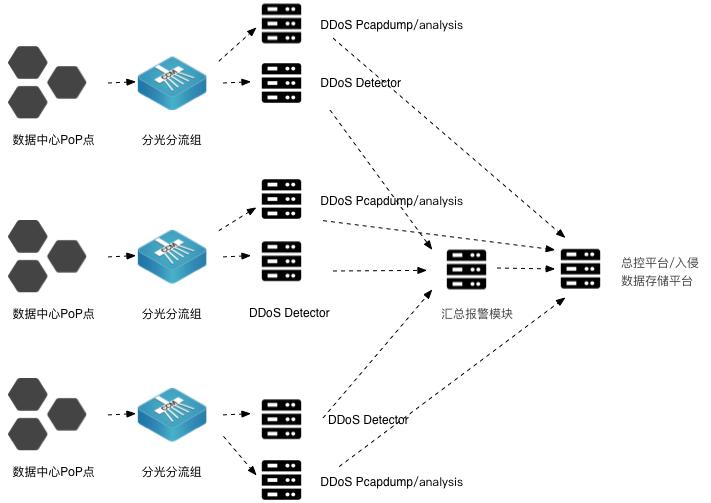 DDoS Pcapdump/analysis
CCM
DDoS Detector
数据中心PoP点
分光分流组
DDoS Pcapdump/analysis
CCM
总控平台/入侵
数据存储平台
数据中心PoP点
分光分流组
DDoS Detector
汇总报警模块
CCM
DDoS Detector
数据中心PoP点
分光分流组
DDoS Pcapdump/analysis